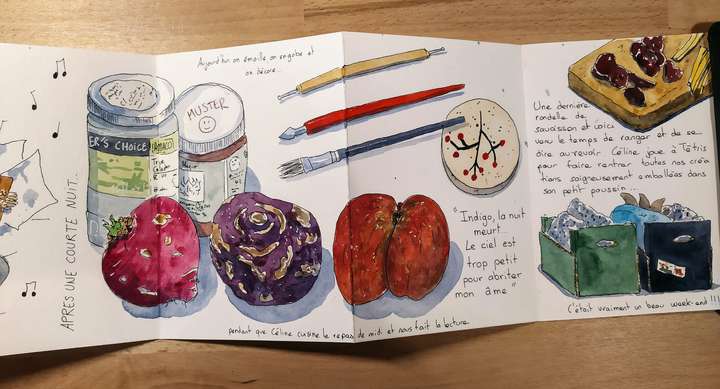 APRÈS UNE COURTE NUIT...
Aujourd'hui on émaille, on engobe et
on décore...
ER'S CHOICE
AMACO
MUSTER
"Indigo, la nuit
meurt...
Le ciel est
trop petit
pour abriter
mon âme"
pendant que Céline cuisine le repas de midi et nous fait la lecture
Une dernière
rondelle de
saucisson et voici
venu le temps de ranger et de se
dire au revoir. Céline joue à Tétris
pour faire rentrer toutes nos créa
tions soigneusement emballées dans
son petit poussin...
C'était vraiment un beau week-end !!!